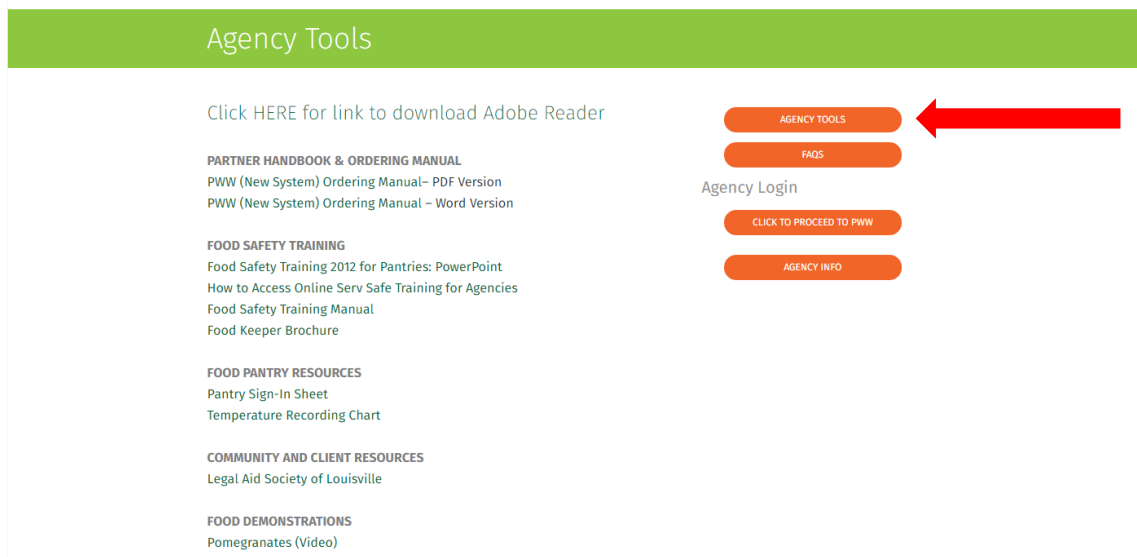 Agency Tools
Click HERE for link to download Adobe Reader
PARTNER HANDBOOK & ORDERING MANUAL
PWW (New System) Ordering Manual– PDF Version
PWW (New System) Ordering Manual – Word Version
FOOD SAFETY TRAINING
Food Safety Training 2012 for Pantries: PowerPoint
How to Access Online Serv Safe Training for Agencies
Food Safety Training Manual
Food Keeper Brochure
FOOD PANTRY RESOURCES
Pantry Sign-In Sheet
Temperature Recording Chart
COMMUNITY AND CLIENT RESOURCES
Legal Aid Society of Louisville
FOOD DEMONSTRATIONS
Pomegranates (Video)
AGENCY TOOLS
FAQS
Agency Login
CLICK TO PROCEED TO PWW
AGENCY INFO